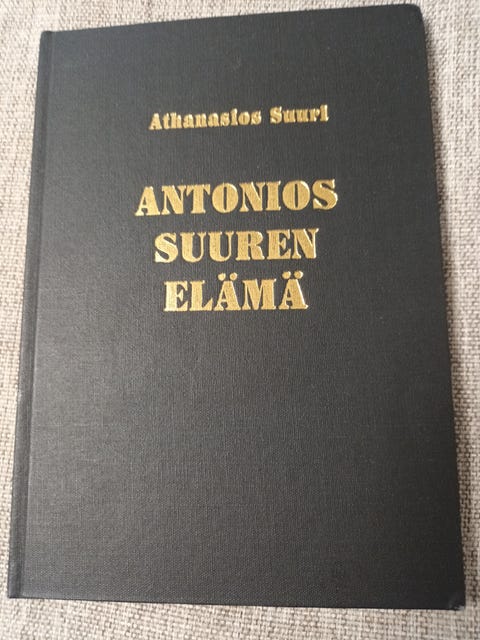 Athanasios Suuri
ANTONIOS
SUUREN
ELÄMÄ